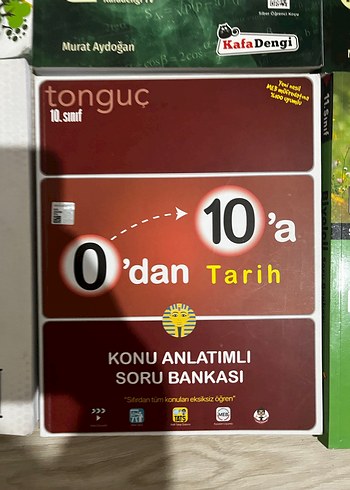 Murat Aydoğan
KafaDengi
tonguç
10. sınıf
Yeni nesil
MEB müfredatına
%100 uyumlu
11. Sınıf
0'dan 10'a
Tarih
KONU ANLATIMLI
SORU BANKASI
"Sıfırdan tüm konuları eksiksiz öğren"